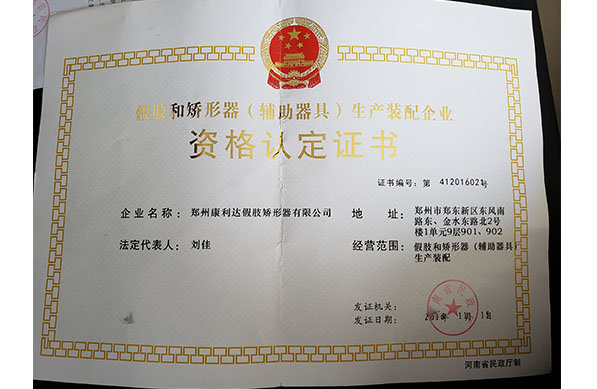 假肢和矫形器(辅助器具)生产装配企业
资格认定证书
证书编号: 第 41201602号
企业名称: 郑州康利达假肢矫形器有限公司
法定代表人: 刘佳
地 址: 郑州市郑东新区东风南
路东、金水东路北2号
楼1单元9层901、902
经营范围: 假肢和矫形器(辅助器具)
生产装配
发证机关:
发证日期: 2016年
河南省民政厅制